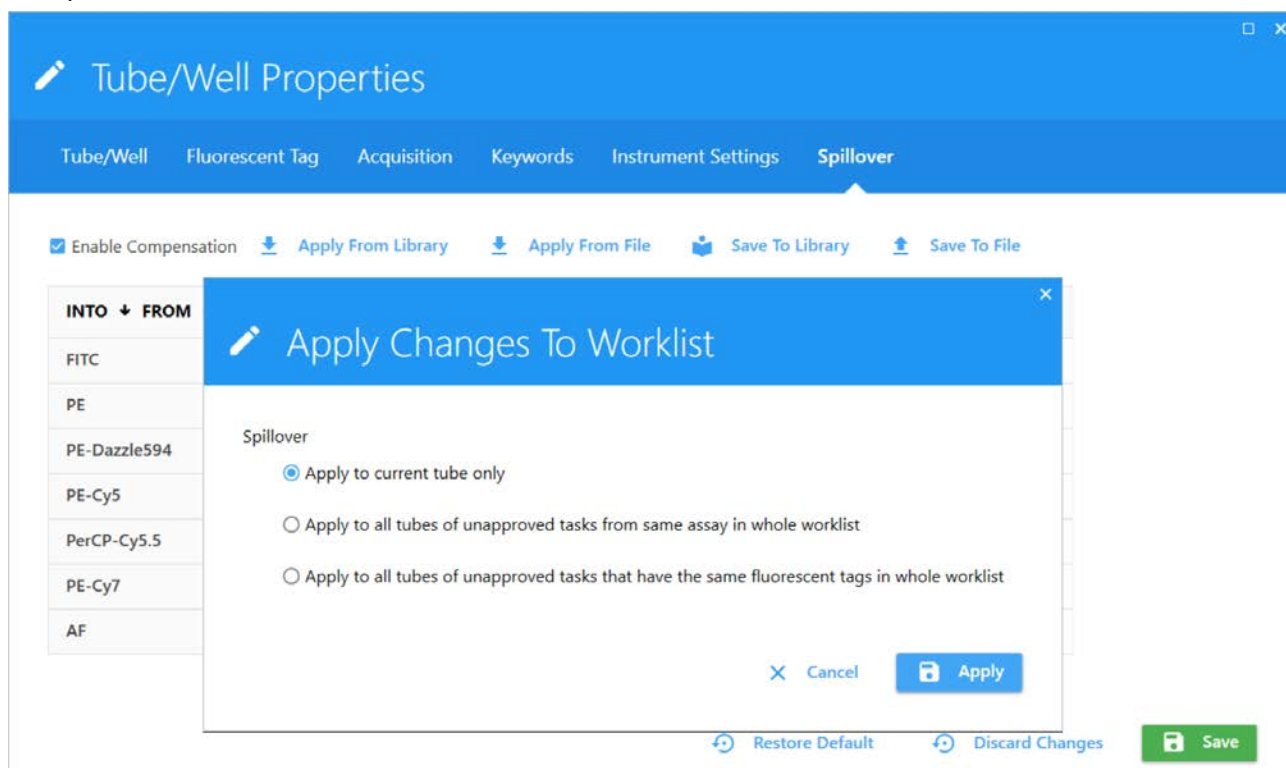 Tube/Well Properties
Tube/Well Fluorescent Tag Acquisition Keywords Instrument Settings Spillover
Enable Compensation Apply From Library Apply From File Save To Library Save To File
INTO ↓ FROM
FITC
PE
PE-Dazzle594
PE-Cy5
PerCP-Cy5.5
PE-Cy7
AF
Apply Changes To Worklist
Spillover
Apply to current tube only
Apply to all tubes of unapproved tasks from same assay in whole worklist
Apply to all tubes of unapproved tasks that have the same fluorescent tags in whole worklist
Cancel Apply
Restore Default Discard Changes Save